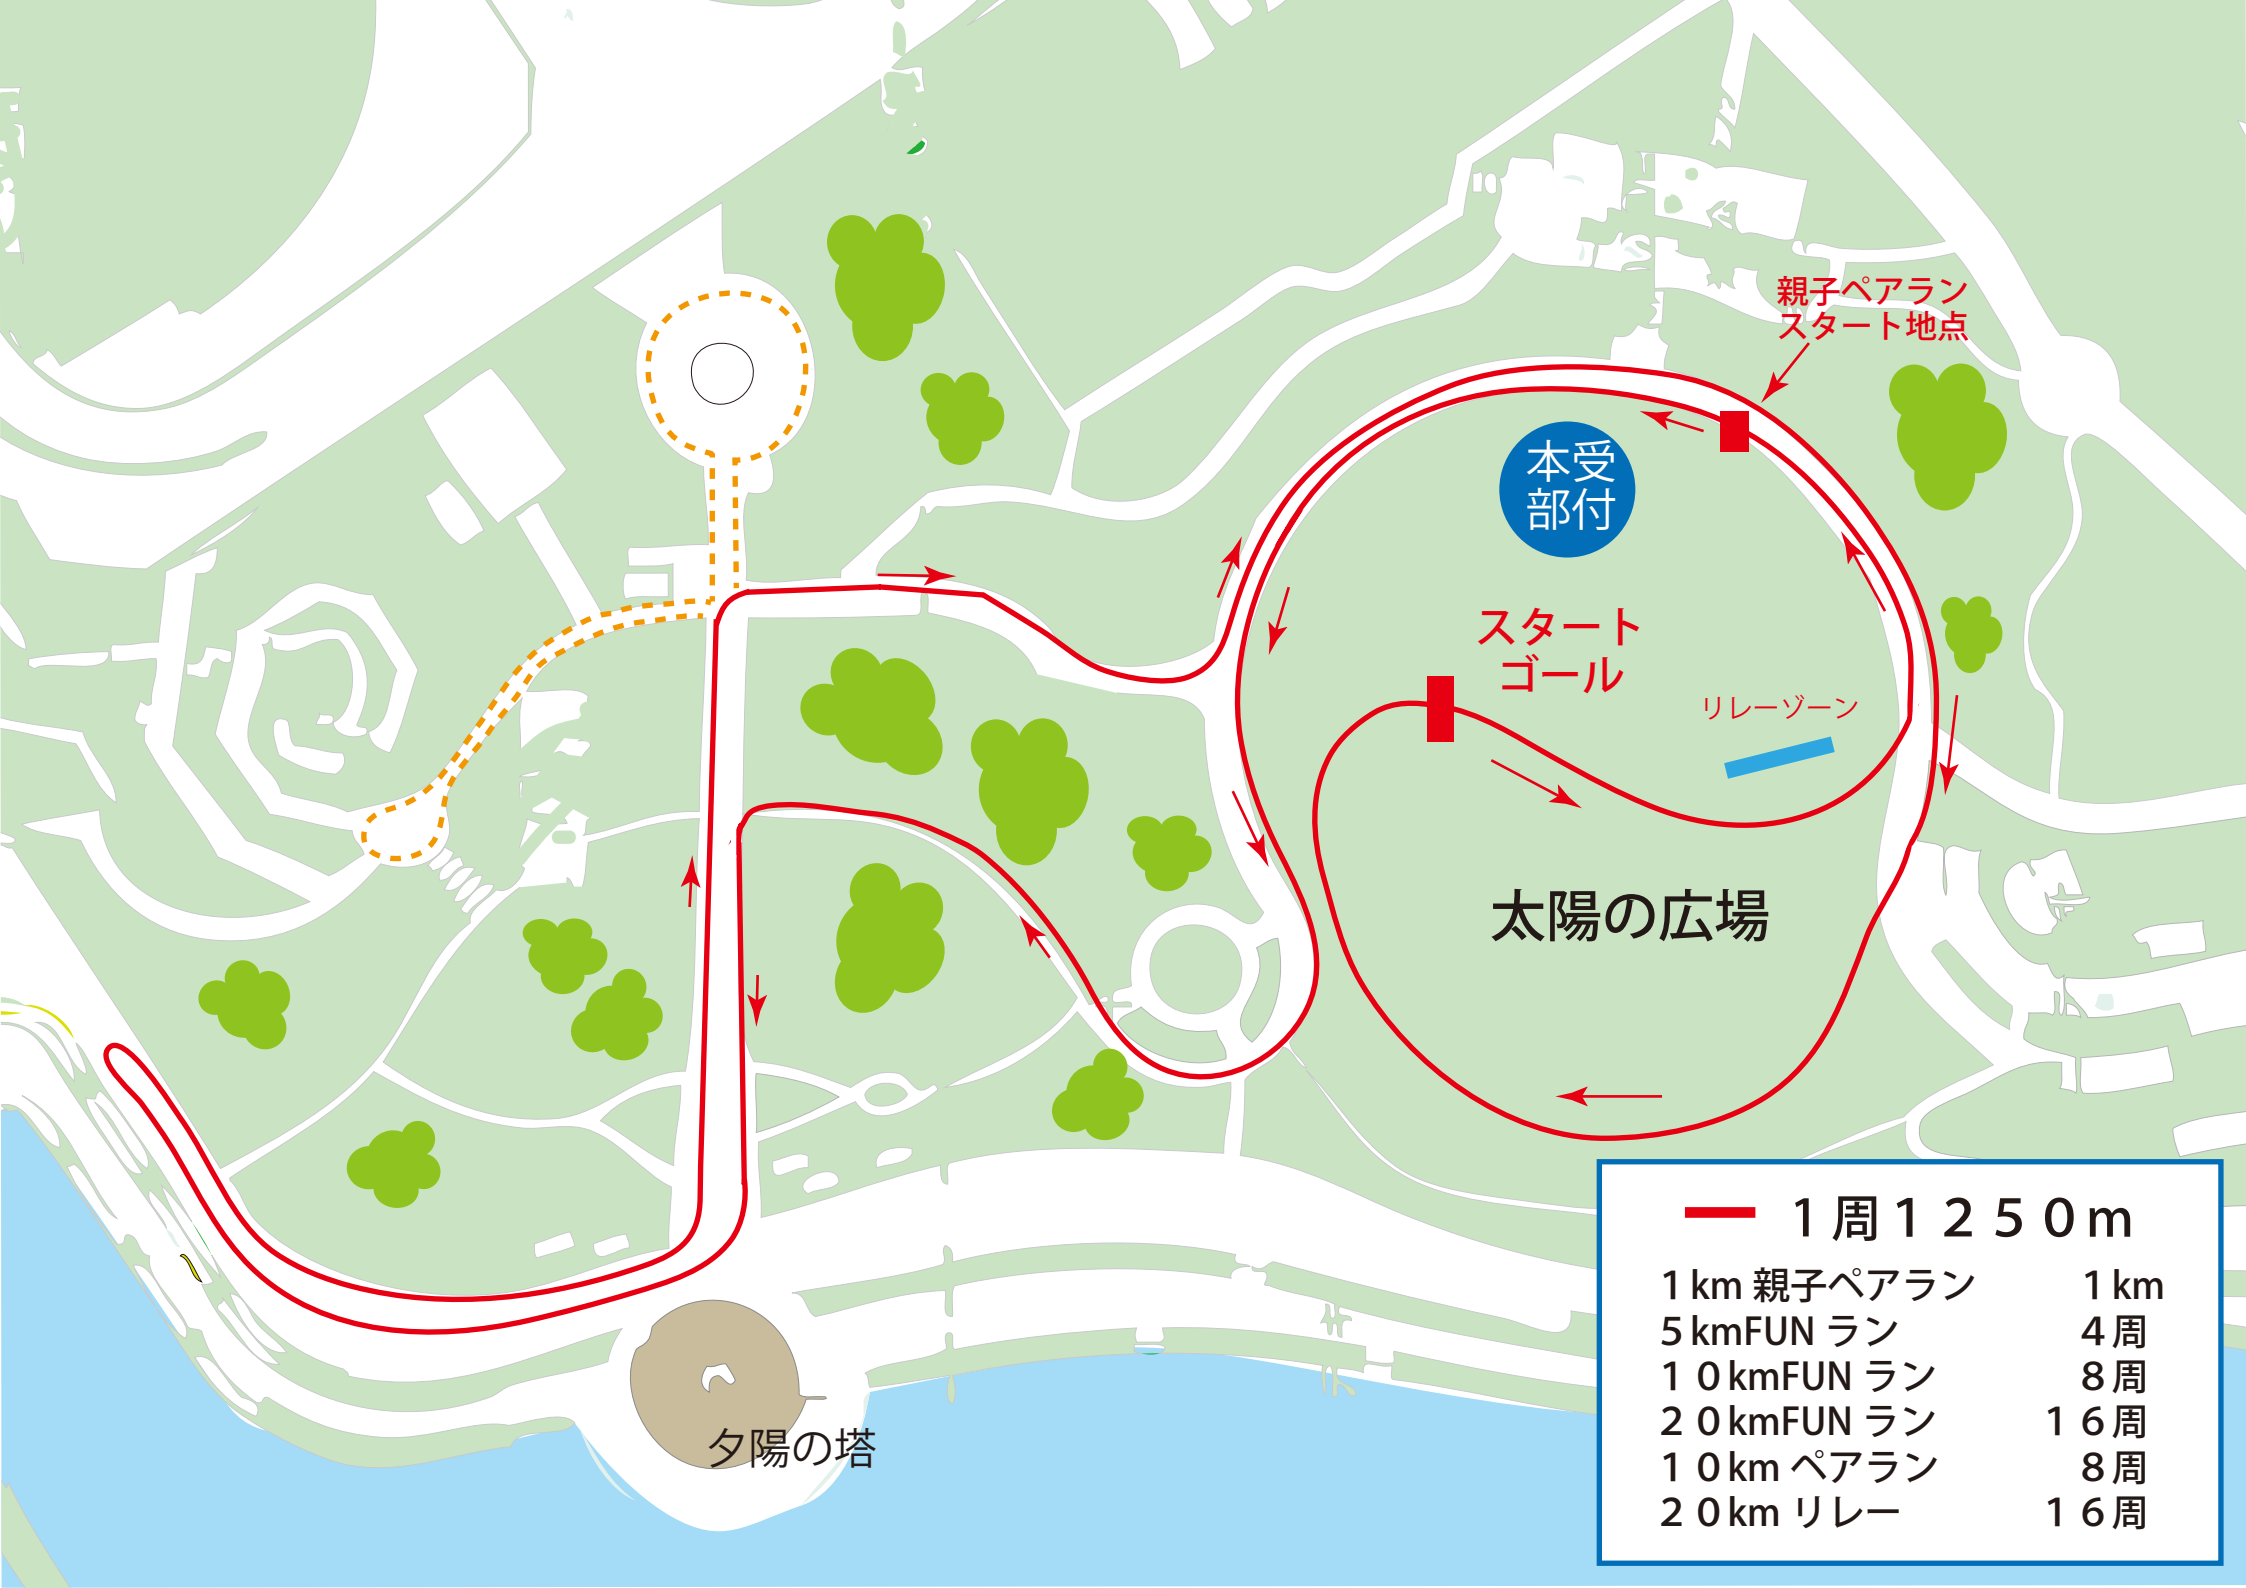 親子ペアラン
スタート地点
本受
部付
スタート
ゴール
リレーゾーン
太陽の広場
夕陽の塔
1周１２５０m
1km 親子ペアラン　1km
5kmFUN ラン　4周
１０kmFUN ラン　8周
２０kmFUN ラン　１６周
１０km ペアラン　8周
２０km リレー　１６周